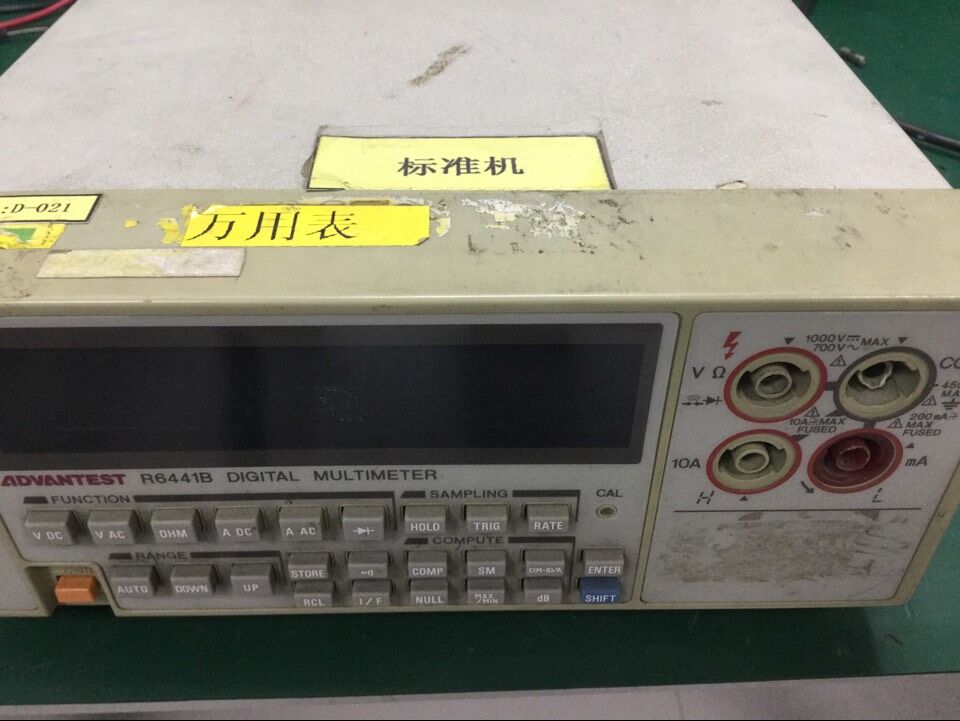 标准机
:D-021
万用表
1000V MAX
700V
V Ω
10A MAX
FUSED
200mA
MAX
FUSED
10A
mA
H
L
ADVANTEST R6441B DIGITAL MULTIMETER
FUNCTION
SAMPLING
CAL
V DC
V AC
OHM
A DC
A AC
HOLD
TRIG
RATE
RANGE
COMPUTE
AUTO
DOWN
UP
STORE
COMP
SM
ENTER
RCL
I/F
NULL
MAX
/MIN
dB
SHIFT